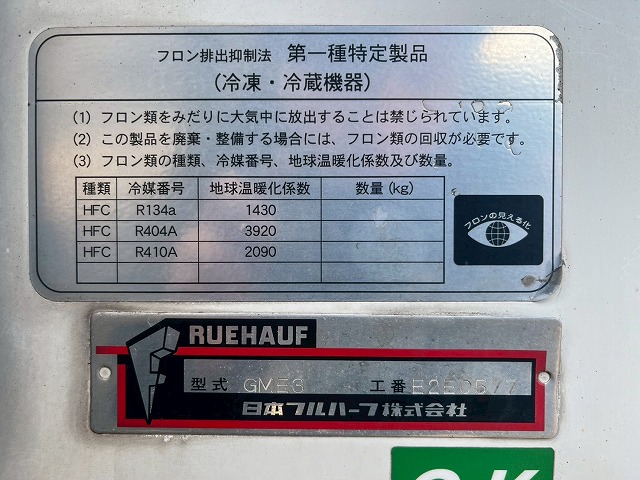 フロン排出抑制法 第一種特定製品
(冷凍・冷蔵機器)
(1) フロン類をみだりに大気中に放出することは禁じられています。
(2) この製品を廃棄・整備する場合には、フロン類の回収が必要です。
(3) フロン類の種類、冷媒番号、地球温暖化係数及び数量。
種類 冷媒番号 地球温暖化係数 数量 (kg)
HFC R134a 1430
HFC R404A 3920
HFC R410A 2090
フロンの見える化
RUEHAUF
型式 GME3 工番
日本フルハーフ株式会社